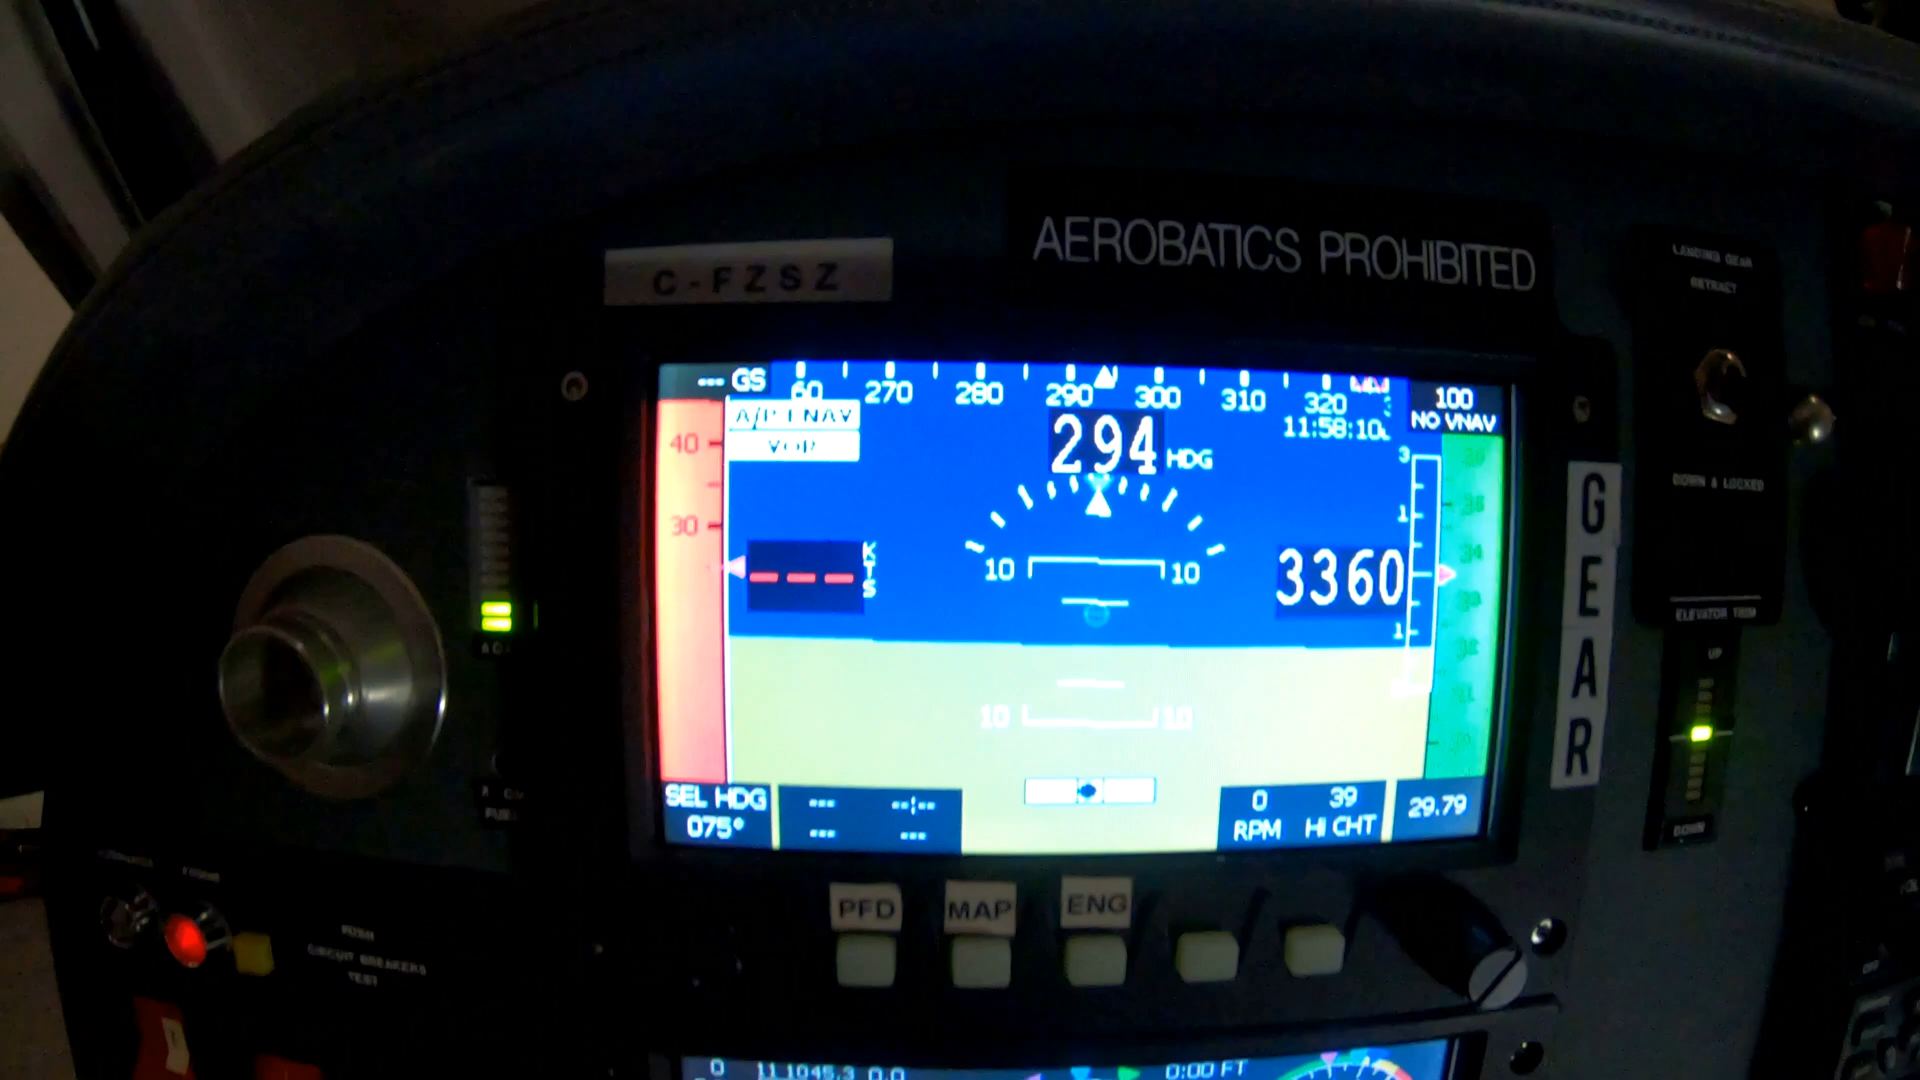 AEROBATICS PROHIBITED
C-FZSZ
LANDING GEAR
RETRACT
DOWN & LOCKED
GEAR
ELEVATOR TRIM
UP
DOWN
--- GS
60 270 280 290 300 310 320
100
NO VNAV
VOR
294 HDG
11:58:10
40
30
--- KTS
10 10
3360
3
1
1
10 10
SEL HDG
075°
--- --:--
--- ---
0 39
RPM HI CHT
29.79
PFD MAP ENG
PUSH
CIRCUIT BREAKERS
TEST
0 11 1045.3 0.0 0:00 FT